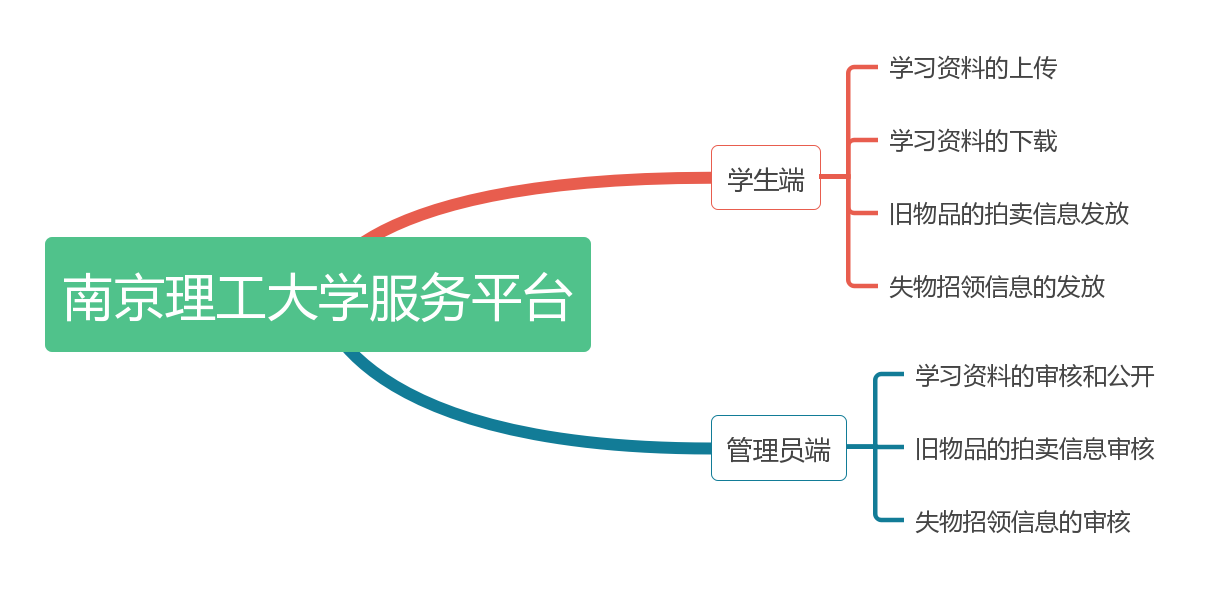 南京理工大学服务平台
学生端
学习资料的上传
学习资料的下载
旧物品的拍卖信息发放
失物招领信息的发放
管理员端
学习资料的审核和公开
旧物品的拍卖信息审核
失物招领信息的审核